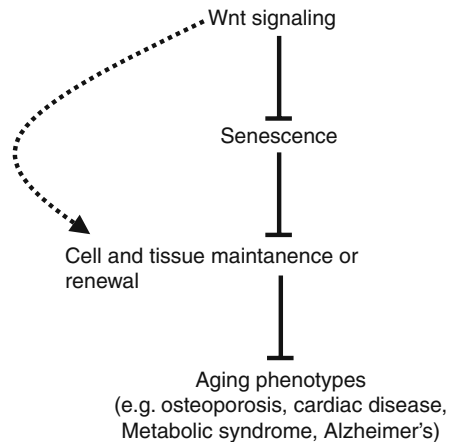 Wnt signaling
Senescence
Cell and tissue maintanence or
renewal
Aging phenotypes
(e.g. osteoporosis, cardiac disease,
Metabolic syndrome, Alzheimer's)